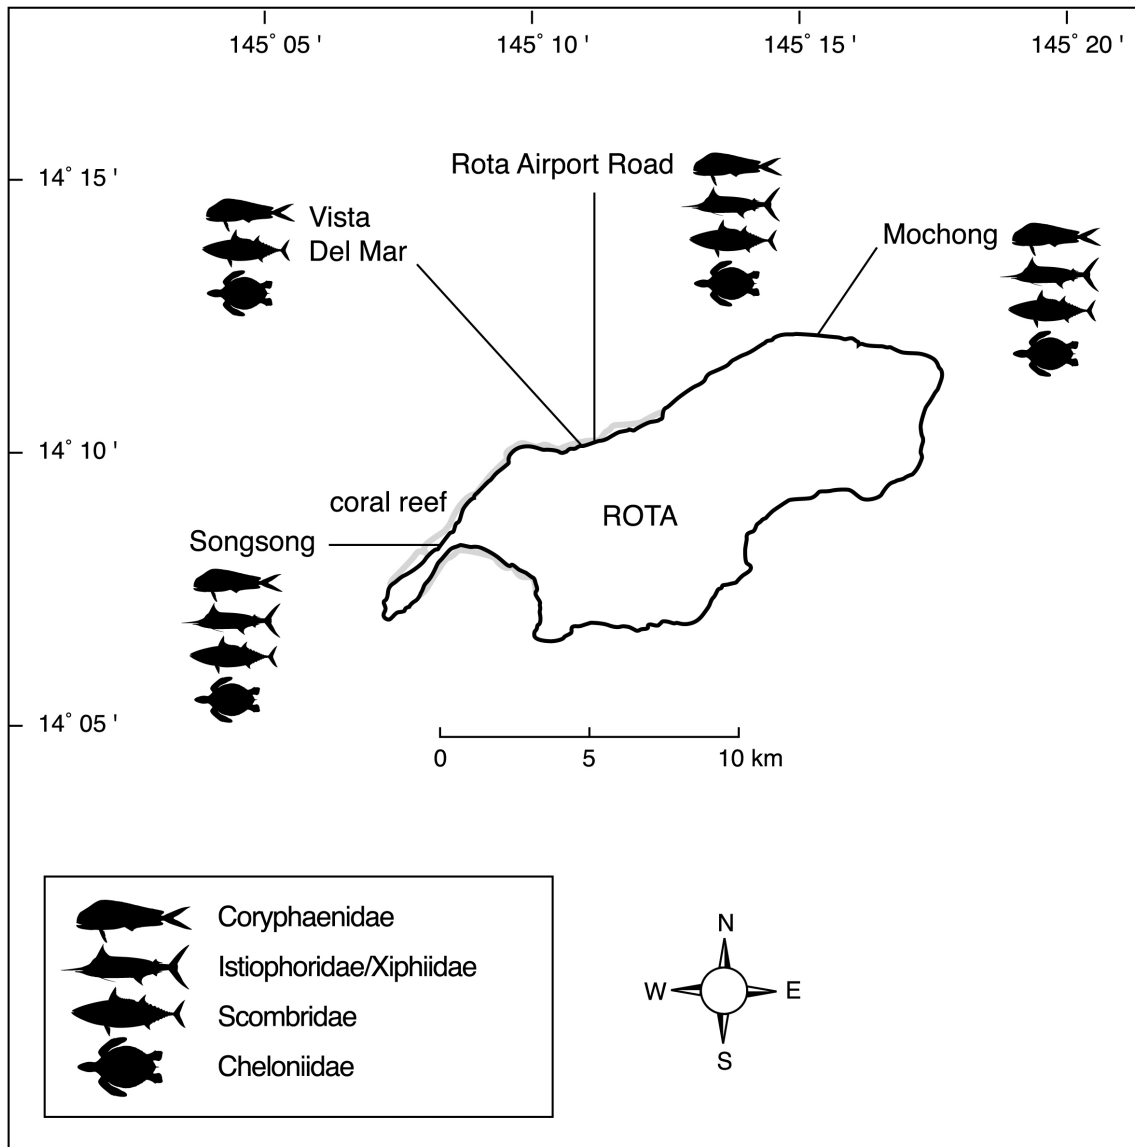 145° 05 '
145° 10 '
145° 15 '
145° 20 '
14° 15 '
Rota Airport Road
Vista
Del Mar
Mochong
14° 10 '
coral reef
ROTA
Songsong
14° 05 '
0 5 10 km
Coryphaenidae
Istiophoridae/Xiphiidae
Scombridae
Cheloniidae
N
W E
S